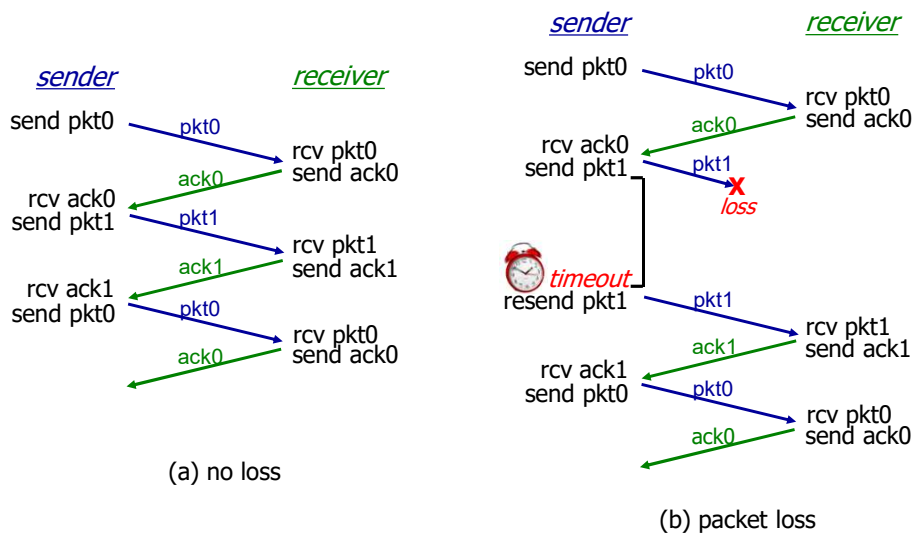 sender
receiver
send pkt0
pkt0
rcv pkt0
send ack0
ack0
rcv ack0
send pkt1
pkt1
rcv pkt1
send ack1
ack1
rcv ack1
send pkt0
pkt0
rcv pkt0
send ack0
ack0
(a) no loss
sender
receiver
send pkt0
pkt0
rcv pkt0
send ack0
ack0
rcv ack0
send pkt1
pkt1
X
loss
timeout
resend pkt1
pkt1
rcv pkt1
send ack1
ack1
rcv ack1
send pkt0
pkt0
rcv pkt0
send ack0
ack0
(b) packet loss